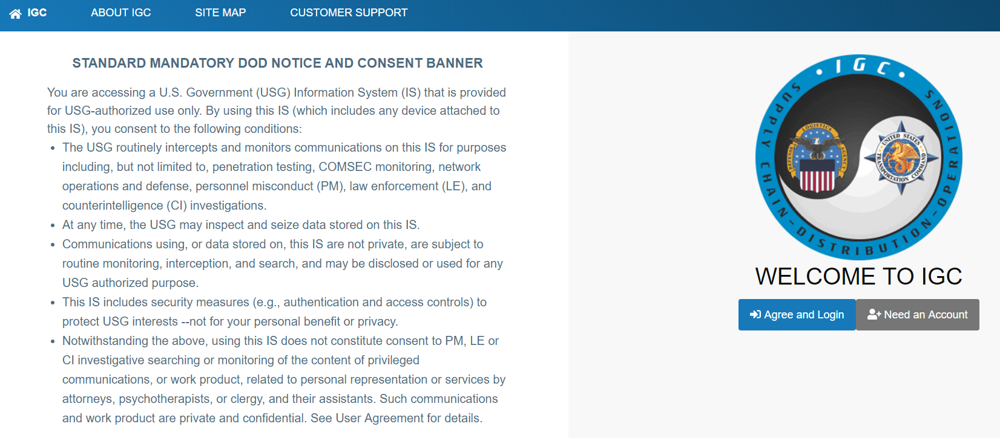 IGC
ABOUT IGC
SITE MAP
CUSTOMER SUPPORT
STANDARD MANDATORY DOD NOTICE AND CONSENT BANNER
You are accessing a U.S. Government (USG) Information System (IS) that is provided
for USG-authorized use only. By using this IS (which includes any device attached to
this IS), you consent to the following conditions:
• The USG routinely intercepts and monitors communications on this IS for purposes
including, but not limited to, penetration testing, COMSEC monitoring, network
operations and defense, personnel misconduct (PM), law enforcement (LE), and
counterintelligence (CI) investigations.
• At any time, the USG may inspect and seize data stored on this IS.
• Communications using, or data stored on, this IS are not private, are subject to
routine monitoring, interception, and search, and may be disclosed or used for any
USG authorized purpose.
• This IS includes security measures (e.g., authentication and access controls) to
protect USG interests --not for your personal benefit or privacy.
• Notwithstanding the above, using this IS does not constitute consent to PM, LE or
CI investigative searching or monitoring of the content of privileged
communications, or work product, related to personal representation or services by
attorneys, psychotherapists, or clergy, and their assistants. Such communications
and work product are private and confidential. See User Agreement for details.
• IGC •
SUPPLY CHAIN-DISTRIBUTION-OPERATIONS
DEFENSE LOGISTICS AGENCY
UNITED STATES TRANSPORTATION COMMAND
WELCOME TO IGC
Agree and Login
Need an Account